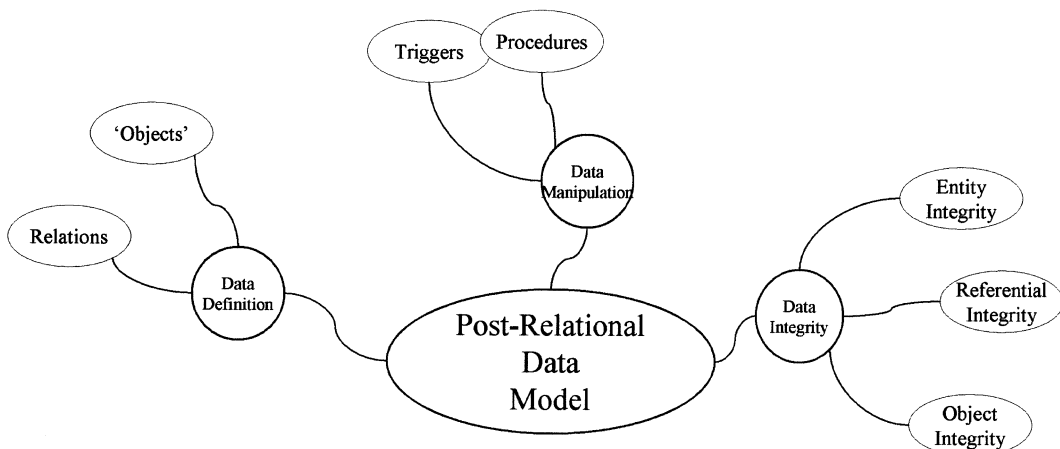 Triggers
Procedures
'Objects'
Data
Manipulation
Entity
Integrity
Relations
Data
Definition
Referential
Integrity
Data
Integrity
Post-Relational
Data
Model
Object
Integrity